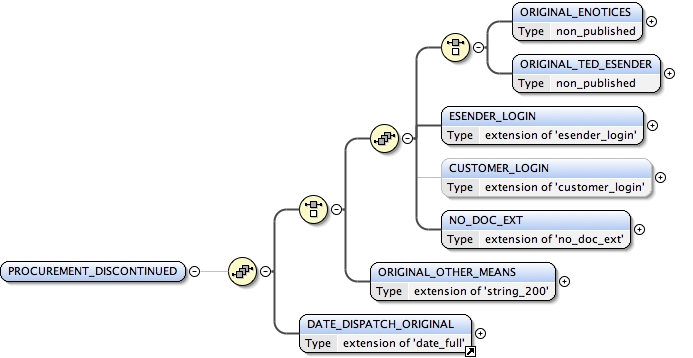 ORIGINAL_ENOTICES
Type non_published
ORIGINAL_TED_ESENDER
Type non_published
ESENDER_LOGIN
Type extension of 'esender_login'
CUSTOMER_LOGIN
Type extension of 'customer_login'
NO_DOC_EXT
Type extension of 'no_doc_ext'
PROCUREMENT_DISCONTINUED
ORIGINAL_OTHER_MEANS
Type extension of 'string_200'
DATE_DISPATCH_ORIGINAL
Type extension of 'date_full'